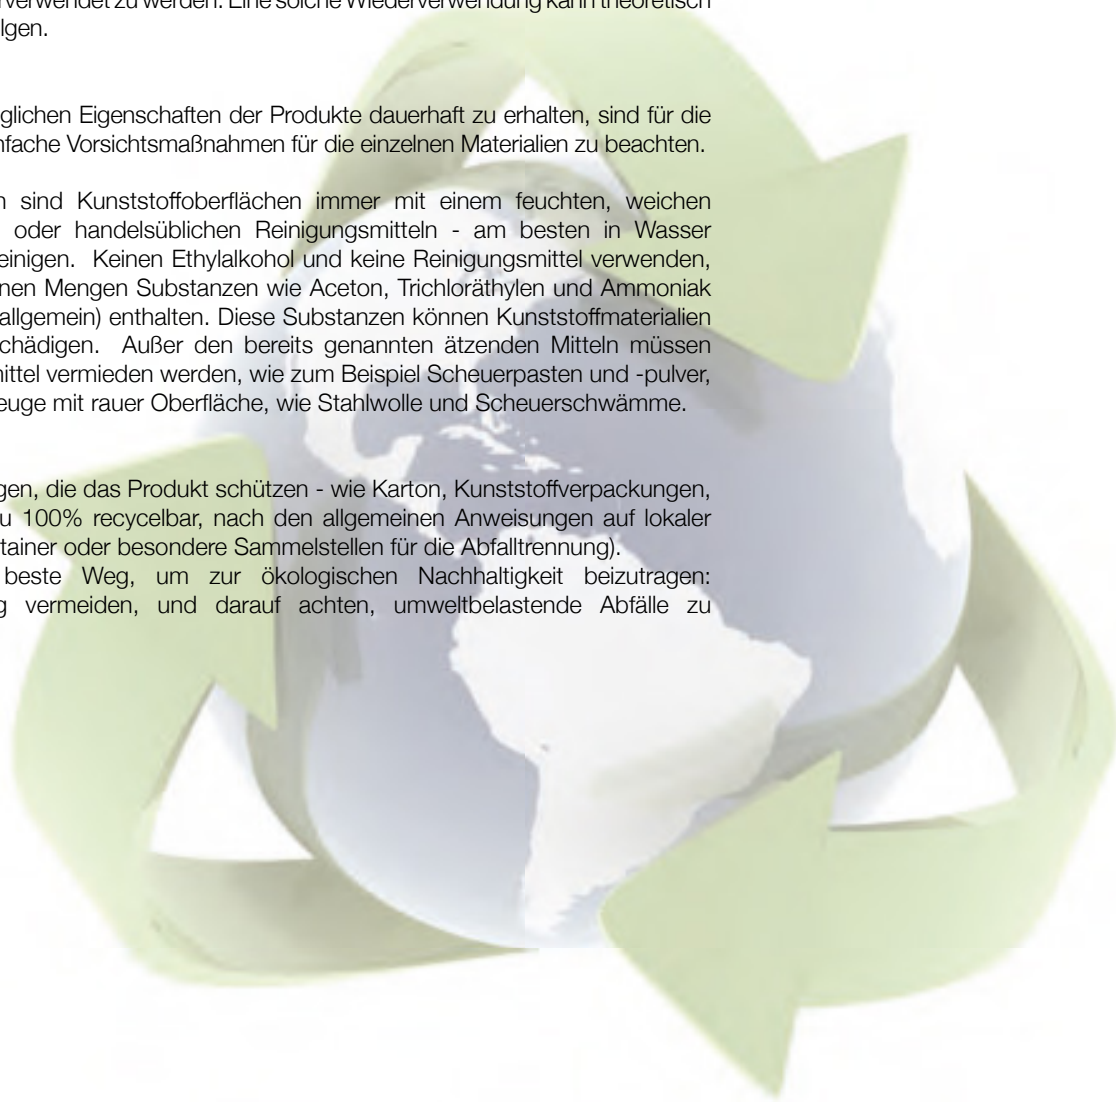 verwendet zu werden. Eine solche Wiederverwendung kann theoretisch
lgen.
glichen Eigenschaften der Produkte dauerhaft zu erhalten, sind für die
nfache Vorsichtsmaßnahmen für die einzelnen Materialien zu beachten.
n sind Kunststoffoberflächen immer mit einem feuchten, weichen
oder handelsüblichen Reinigungsmitteln - am besten in Wasser
einigen. Keinen Ethylalkohol und keine Reinigungsmittel verwenden,
nen Mengen Substanzen wie Aceton, Trichloräthylen und Ammoniak
allgemein) enthalten. Diese Substanzen können Kunststoffmaterialien
chädigen. Außer den bereits genannten ätzenden Mitteln müssen
mittel vermieden werden, wie zum Beispiel Scheuerpasten und -pulver,
euge mit rauer Oberfläche, wie Stahlwolle und Scheuerschwämme.
gen, die das Produkt schützen - wie Karton, Kunststoffverpackungen,
u 100% recycelbar, nach den allgemeinen Anweisungen auf lokaler
tainer oder besondere Sammelstellen für die Abfalltrennung).
beste Weg, um zur ökologischen Nachhaltigkeit beizutragen:
g vermeiden, und darauf achten, umweltbelastende Abfälle zu